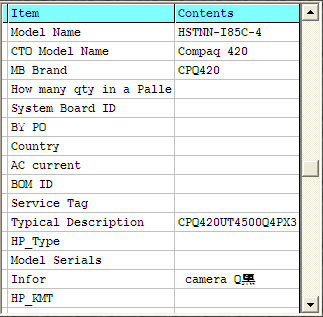 Item Contents
Model Name HSTNN-I85C-4
CTO Model Name Compaq 420
MB Brand CPQ420
How many qty in a Palle
System Board ID
BY PO
Country
AC current
BOM ID
Service Tag
Typical Description CPQ420UT4500Q4PX3
HP_Type
Model Serials
Infor camera Q黑
HP_KMT